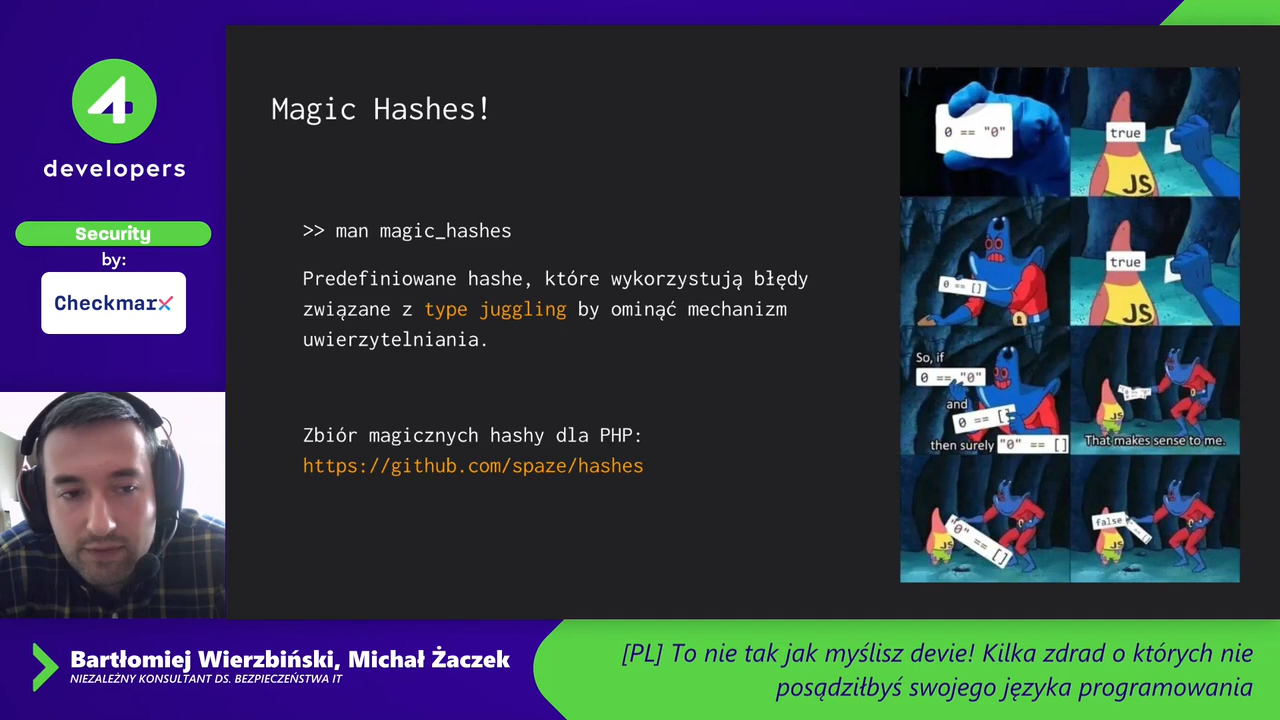 4
developers
Security
by:
Checkmarx
Magic Hashes!
>> man magic_hashes
Predefiniowane hashe, które wykorzystują błędy
związane z type juggling by ominąć mechanizm
uwierzytelniania.
Zbiór magicznych hashy dla PHP:
https://github.com/spaze/hashes
0 == "0"
true
JS
0 == []
true
JS
So, if
0 == "0"
and
0 == []
then surely "0" == []
JS
That makes sense to me.
JS
"0" == []
false
JS
Bartłomiej Wierzbiński, Michał Żaczek
NIEZALEŻNY KONSULTANT DS. BEZPIECZEŃSTWA IT
[PL] To nie tak jak myślisz devie! Kilka zdrad o których nie
posądziłbyś swojego języka programowania